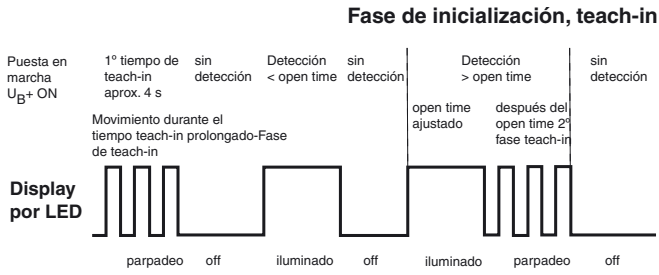 Fase de inicialización, teach-in
Puesta en
marcha
UB+ ON
1º tiempo de
teach-in
aprox. 4 s
sin
detección
Detección
< open time
sin
detección
Detección
> open time
sin
detección
Movimiento durante el
tiempo teach-in prolongado-Fase
de teach-in
open time
ajustado
después del
open time 2º
fase teach-in
Display
por LED
parpadeo
off
iluminado
off
iluminado
parpadeo
off